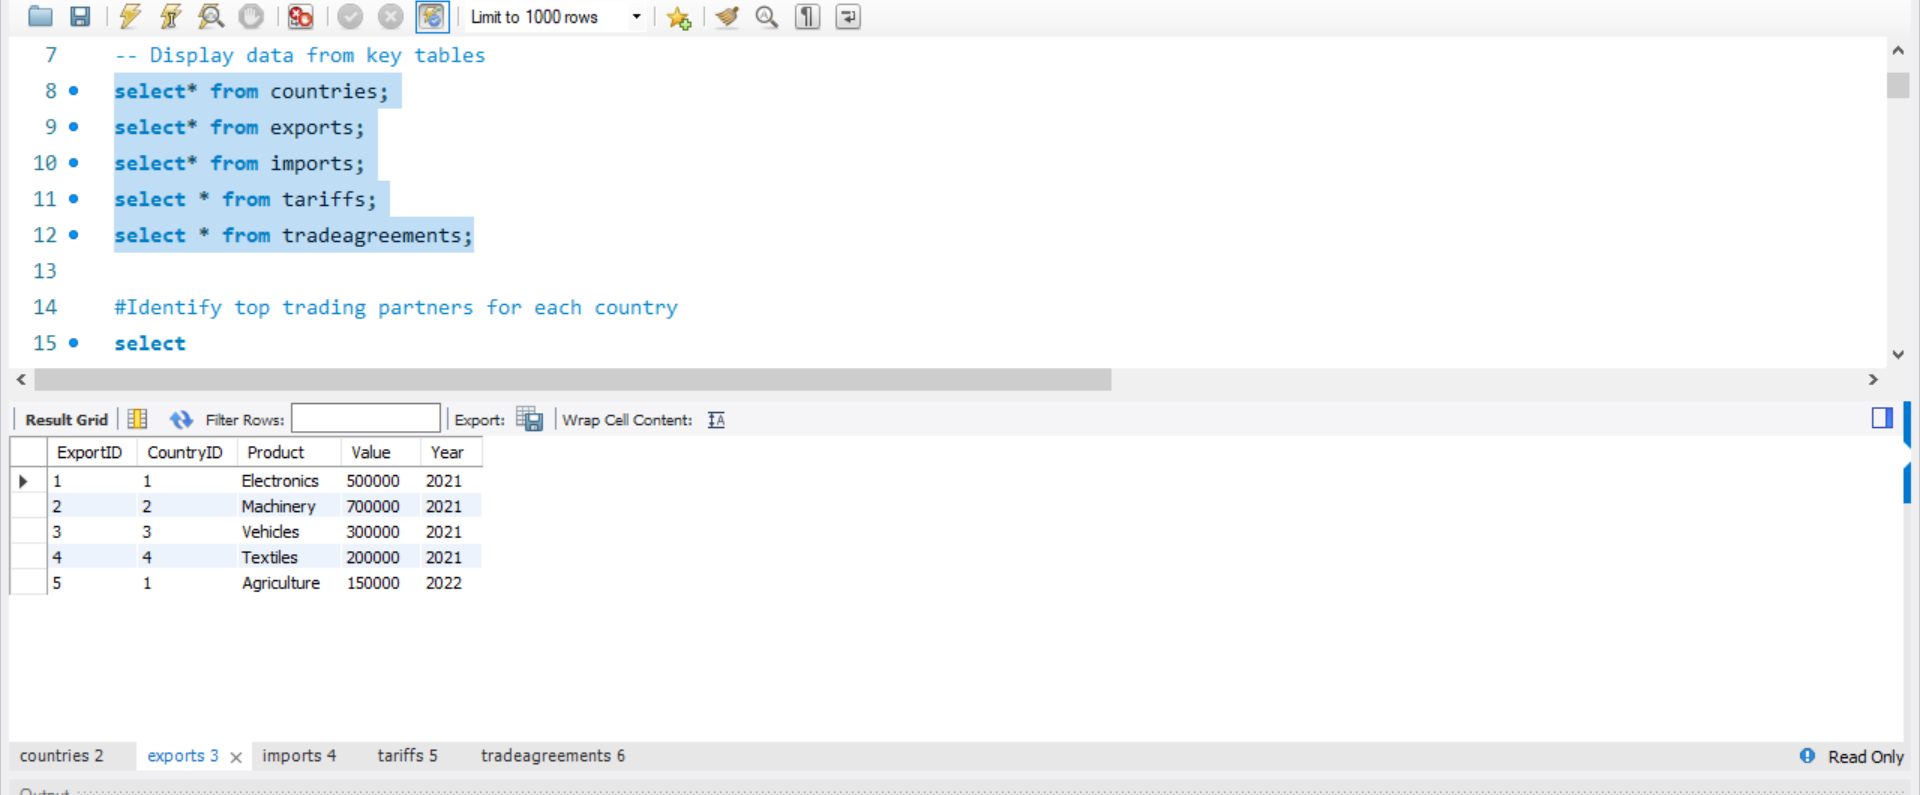 Limit to 1000 rows
7 -- Display data from key tables
8 select* from countries;
9 select* from exports;
10 select* from imports;
11 select * from tariffs;
12 select * from tradeagreements;
13
14 #Identify top trading partners for each country
15 select
Result Grid Filter Rows: Export: Wrap Cell Content:
ExportID CountryID Product Value Year
1 1 Electronics 500000 2021
2 2 Machinery 700000 2021
3 3 Vehicles 300000 2021
4 4 Textiles 200000 2021
5 1 Agriculture 150000 2022
countries 2 exports 3 imports 4 tariffs 5 tradeagreements 6 Read Only
Output